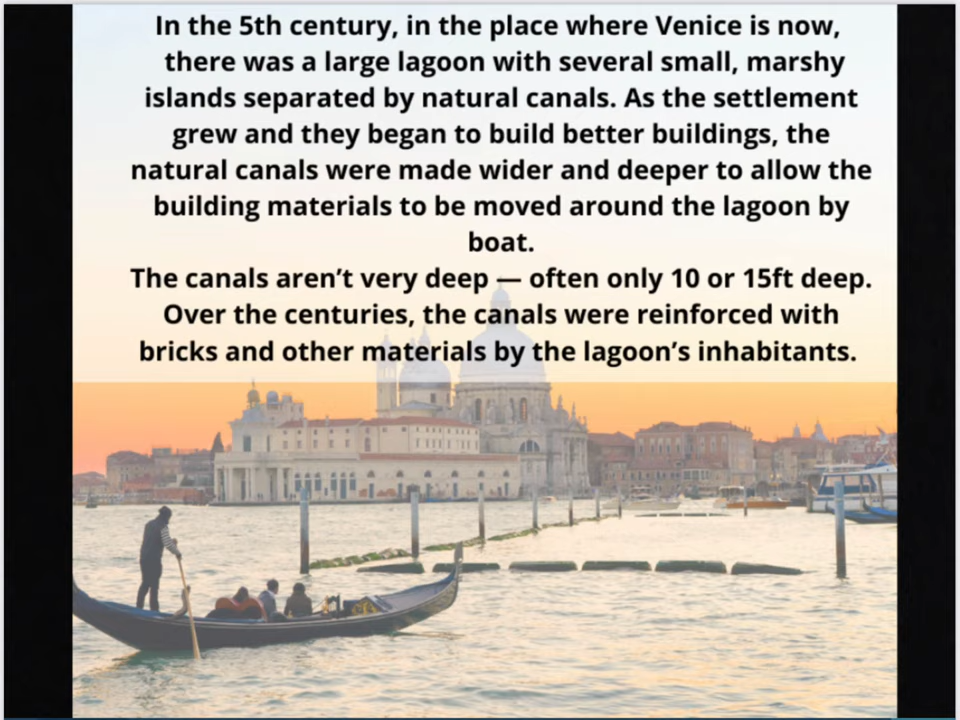 In the 5th century, in the place where Venice is now,
there was a large lagoon with several small, marshy
islands separated by natural canals. As the settlement
grew and they began to build better buildings, the
natural canals were made wider and deeper to allow the
building materials to be moved around the lagoon by
boat.
The canals aren’t very deep — often only 10 or 15ft deep.
Over the centuries, the canals were reinforced with
bricks and other materials by the lagoon’s inhabitants.